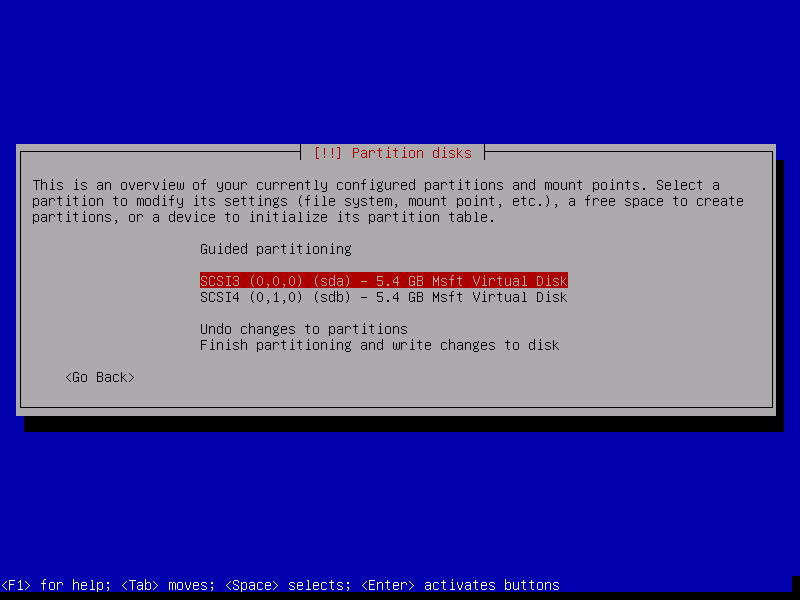 [!!] Partition disks
This is an overview of your currently configured partitions and mount points. Select a
partition to modify its settings (file system, mount point, etc.), a free space to create
partitions, or a device to initialize its partition table.
Guided partitioning
SCSI3 (0,0,0) (sda) - 5.4 GB Msft Virtual Disk
SCSI4 (0,1,0) (sdb) - 5.4 GB Msft Virtual Disk
Undo changes to partitions
Finish partitioning and write changes to disk
<Go Back>
<F1> for help; <Tab> moves; <Space> selects; <Enter> activates buttons